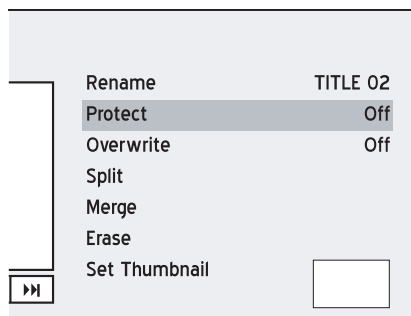 Rename TITLE 02
Protect Off
Overwrite Off
Split
Merge
Erase
Set Thumbnail